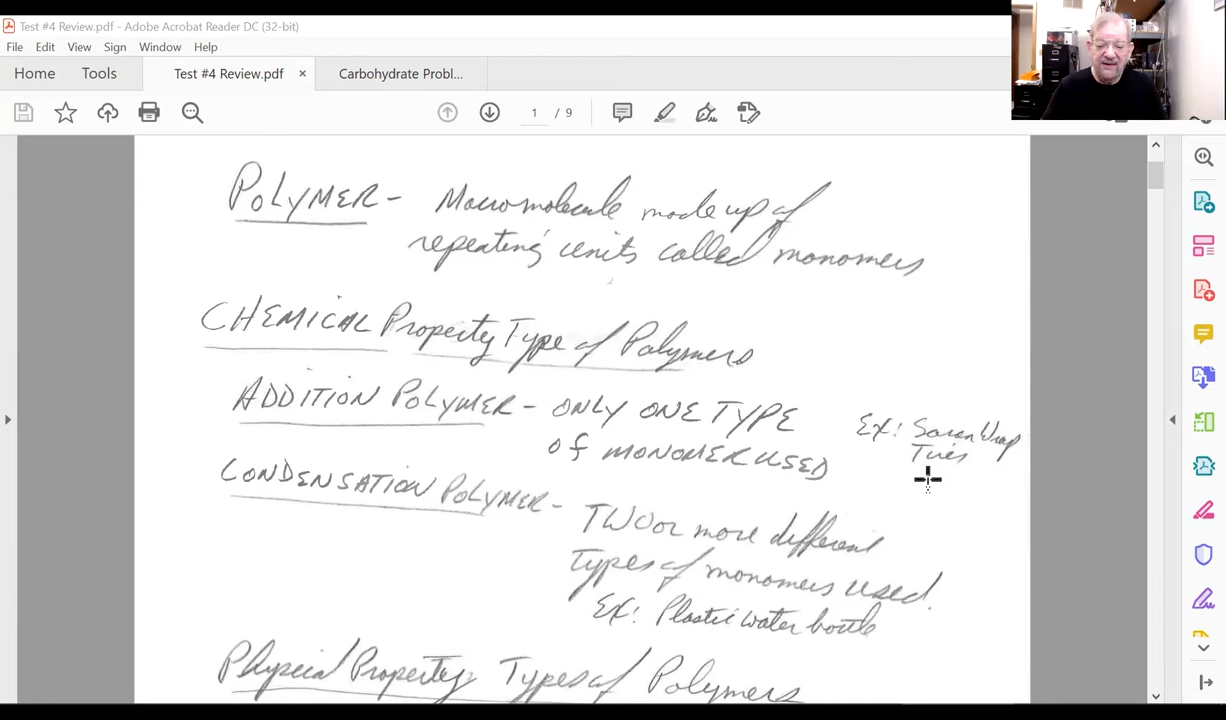 Test #4 Review.pdf - Adobe Acrobat Reader DC (32-bit)
File Edit View Sign Window Help
Home Tools Test #4 Review.pdf × Carbohydrate Probl...
1 / 9
POLYMER - Macromolecule made up of
repeating units called monomers
CHEMICAL Property Type of Polymers
ADDITION POLYMER - ONLY ONE TYPE
of MONOMER USED
Ex: Saran Wrap
Tires
CONDENSATION POLYMER -
TWO or more different
Types of monomers used.
Ex: Plastic water bottle
Physical Property Types of Polymers